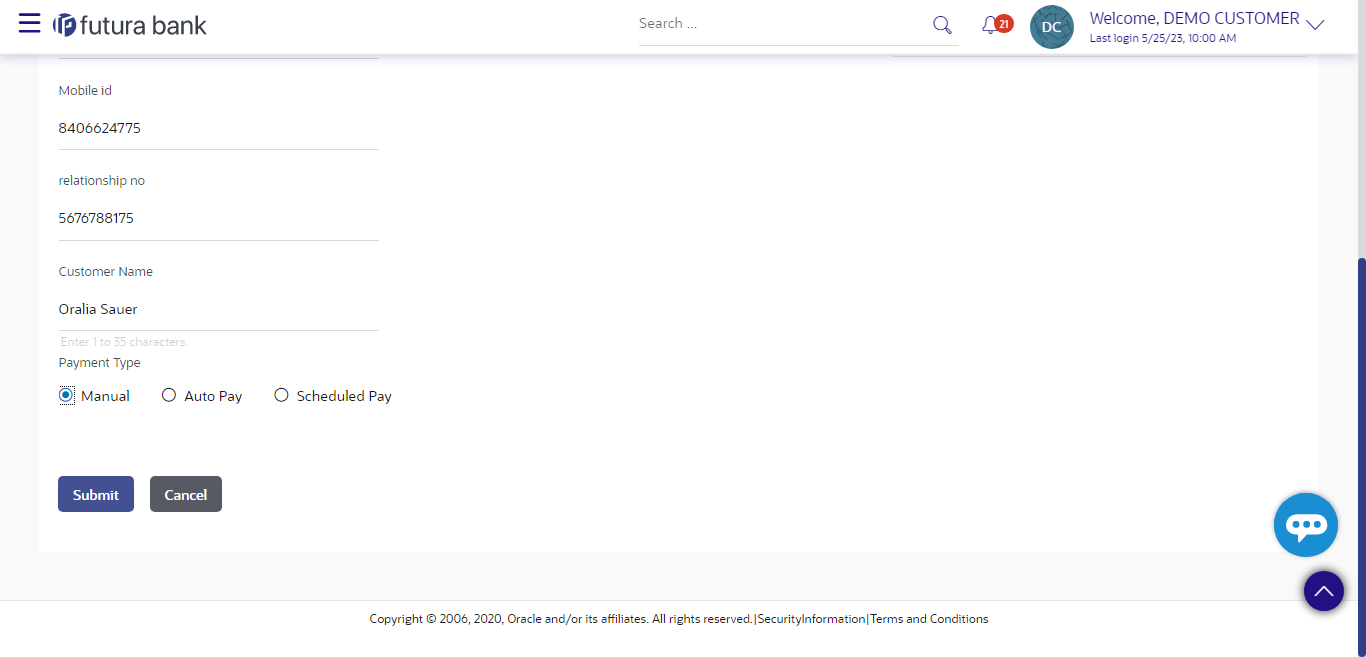 futura bank
Search ...
21
DC
Welcome, DEMO CUSTOMER
Last login 5/25/23, 10:00 AM
Mobile id
8406624775
relationship no
5676788175
Customer Name
Oralia Sauer
Enter 1 to 35 characters.
Payment Type
Manual Auto Pay Scheduled Pay
Submit Cancel
Copyright © 2006, 2020, Oracle and/or its affiliates. All rights reserved.|SecurityInformation|Terms and Conditions